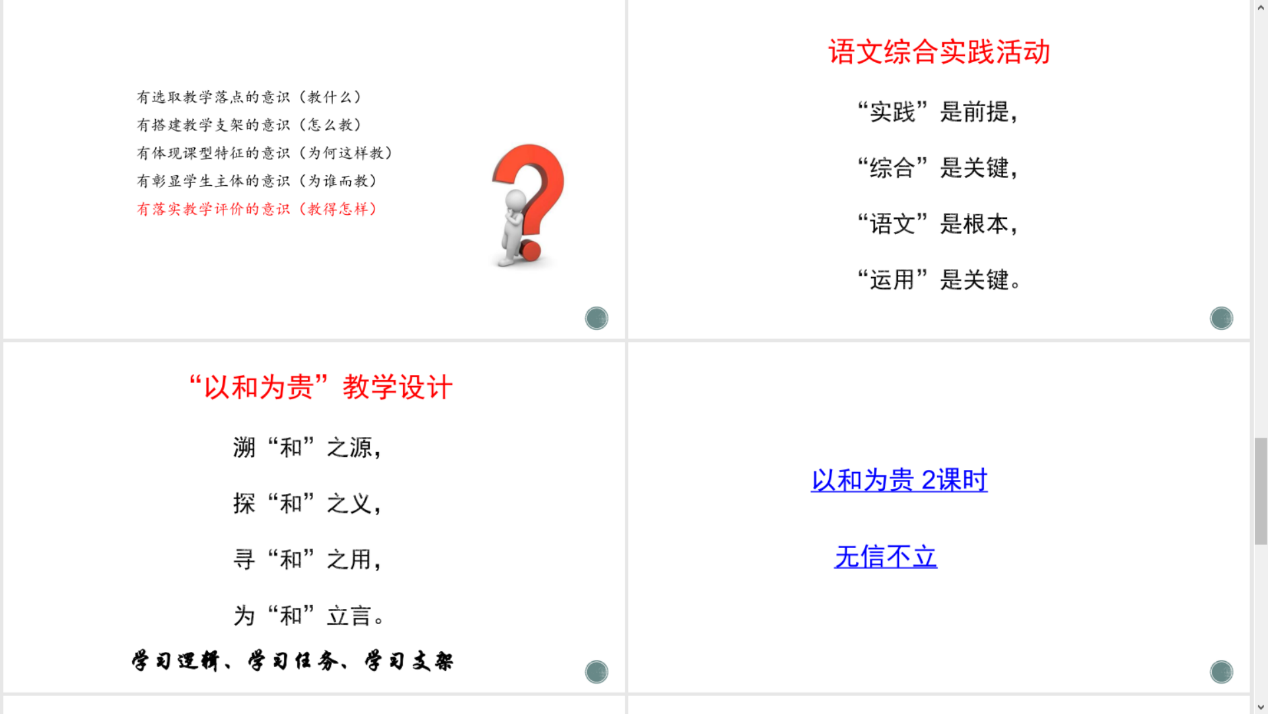 有选取教学落点的意识（教什么）
有搭建教学支架的意识（怎么教）
有体现课型特征的意识（为何这样教）
有彰显学生主体的意识（为谁而教）
有落实教学评价的意识（教得怎样）
语文综合实践活动
“实践”是前提，
“综合”是关键，
“语文”是根本，
“运用”是关键。
“以和为贵”教学设计
溯“和”之源，
探“和”之义，
寻“和”之用，
为“和”立言。
学习逻辑、学习任务、学习支架
以和为贵 2课时
无信不立